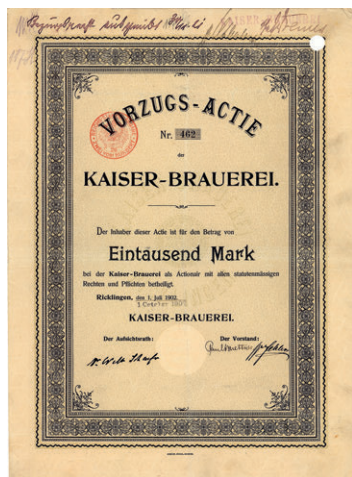 VORZUGS-ACTIE
Nr. 462
der
KAISER-BRAUEREI.
Der Inhaber dieser Actie ist für den Betrag von
Eintausend Mark
bei der Kaiser-Brauerei als Actionair mit allen statutenmässigen
Rechten und Pflichten betheiligt.
Ricklingen, den 1. Juli 1902.
1 October
KAISER-BRAUEREI.
Der Aufsichtsrath: Der Vorstand: